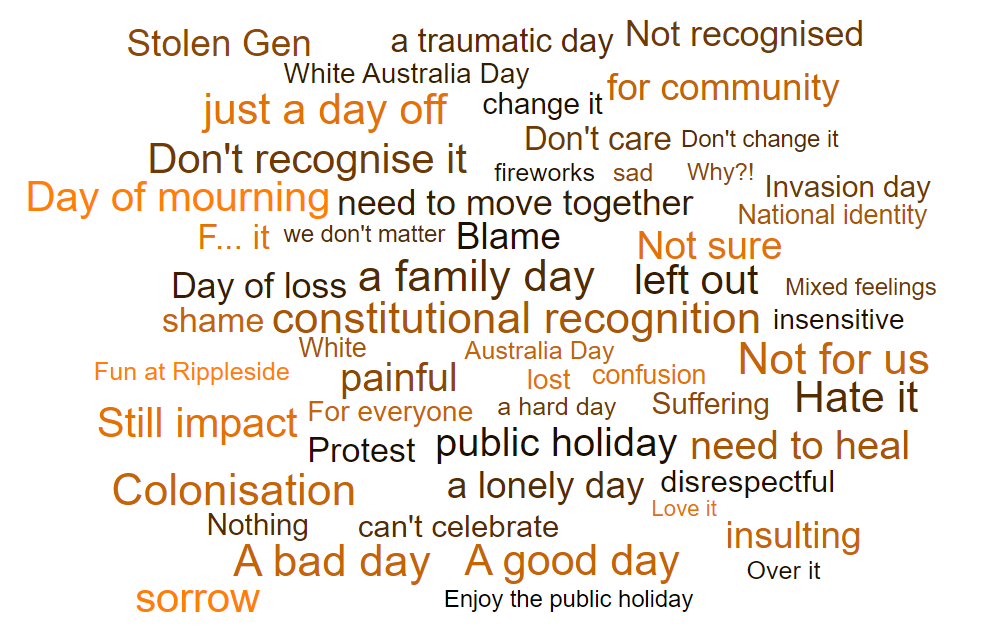 Stolen Gen
a traumatic day
Not recognised
White Australia Day
for community
just a day off
change it
Don't care
Don't change it
Don't recognise it
fireworks
sad
Why?!
Invasion day
Day of mourning
need to move together
National identity
F... it
we don't matter
Blame
Not sure
Day of loss
a family day
left out
Mixed feelings
shame
constitutional recognition
insensitive
White
Australia Day
Not for us
Fun at Rippleside
painful
lost
confusion
Hate it
Still impact
For everyone
a hard day
Suffering
Protest
public holiday
need to heal
Colonisation
a lonely day
disrespectful
Love it
Nothing
can't celebrate
insulting
A bad day
A good day
Over it
sorrow
Enjoy the public holiday